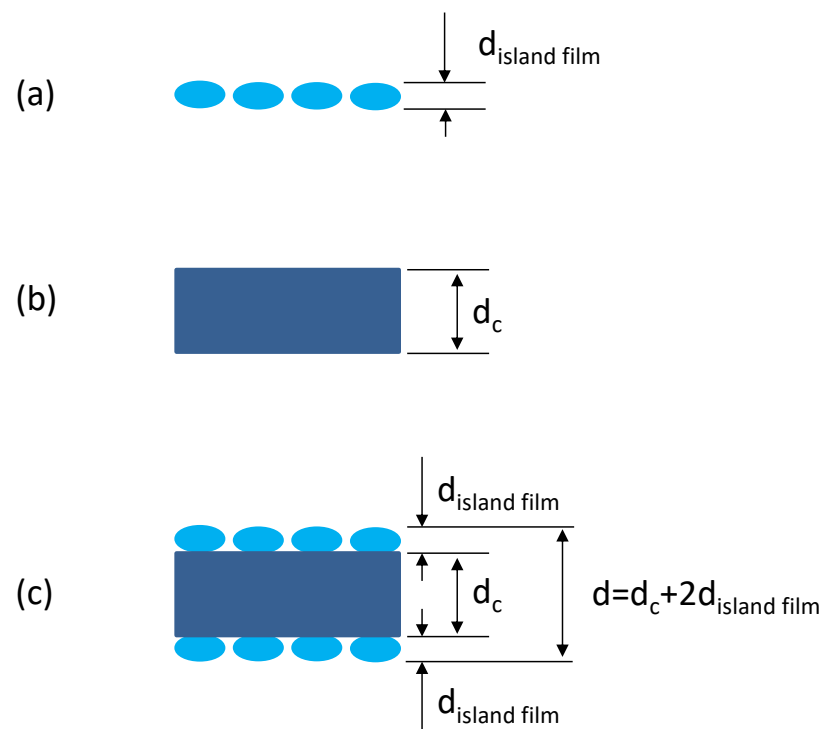 d_island film
(a)
(b)
d_c
d_island film
(c)
d_c
d=d_c+2d_island film
d_island film